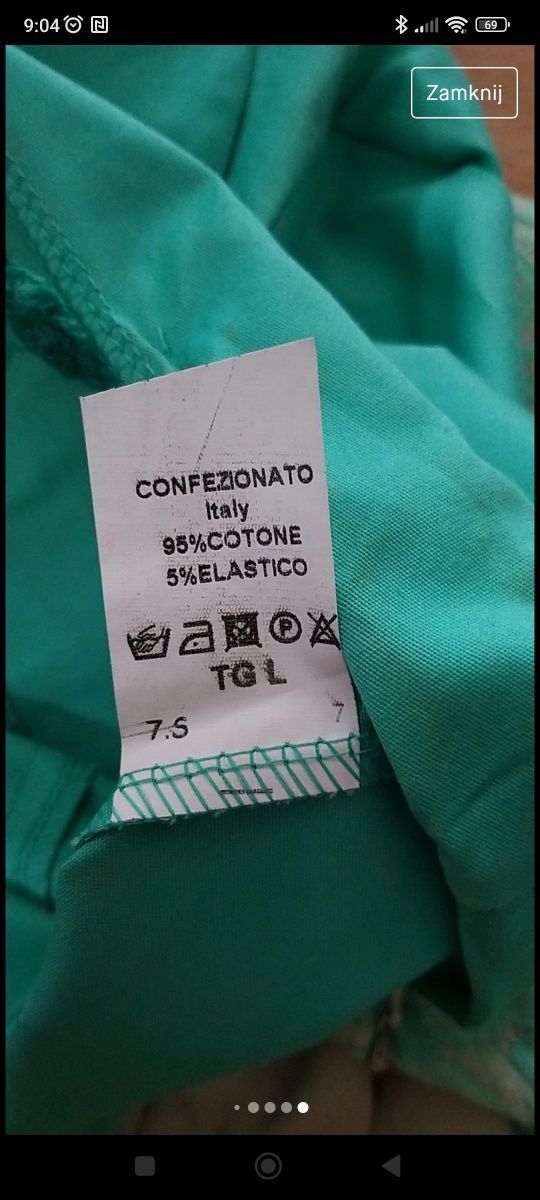 9:04
69
Zamknij
CONFEZIONATO
Italy
95%COTONE
5%ELASTICO
P
TG L
7.S
7